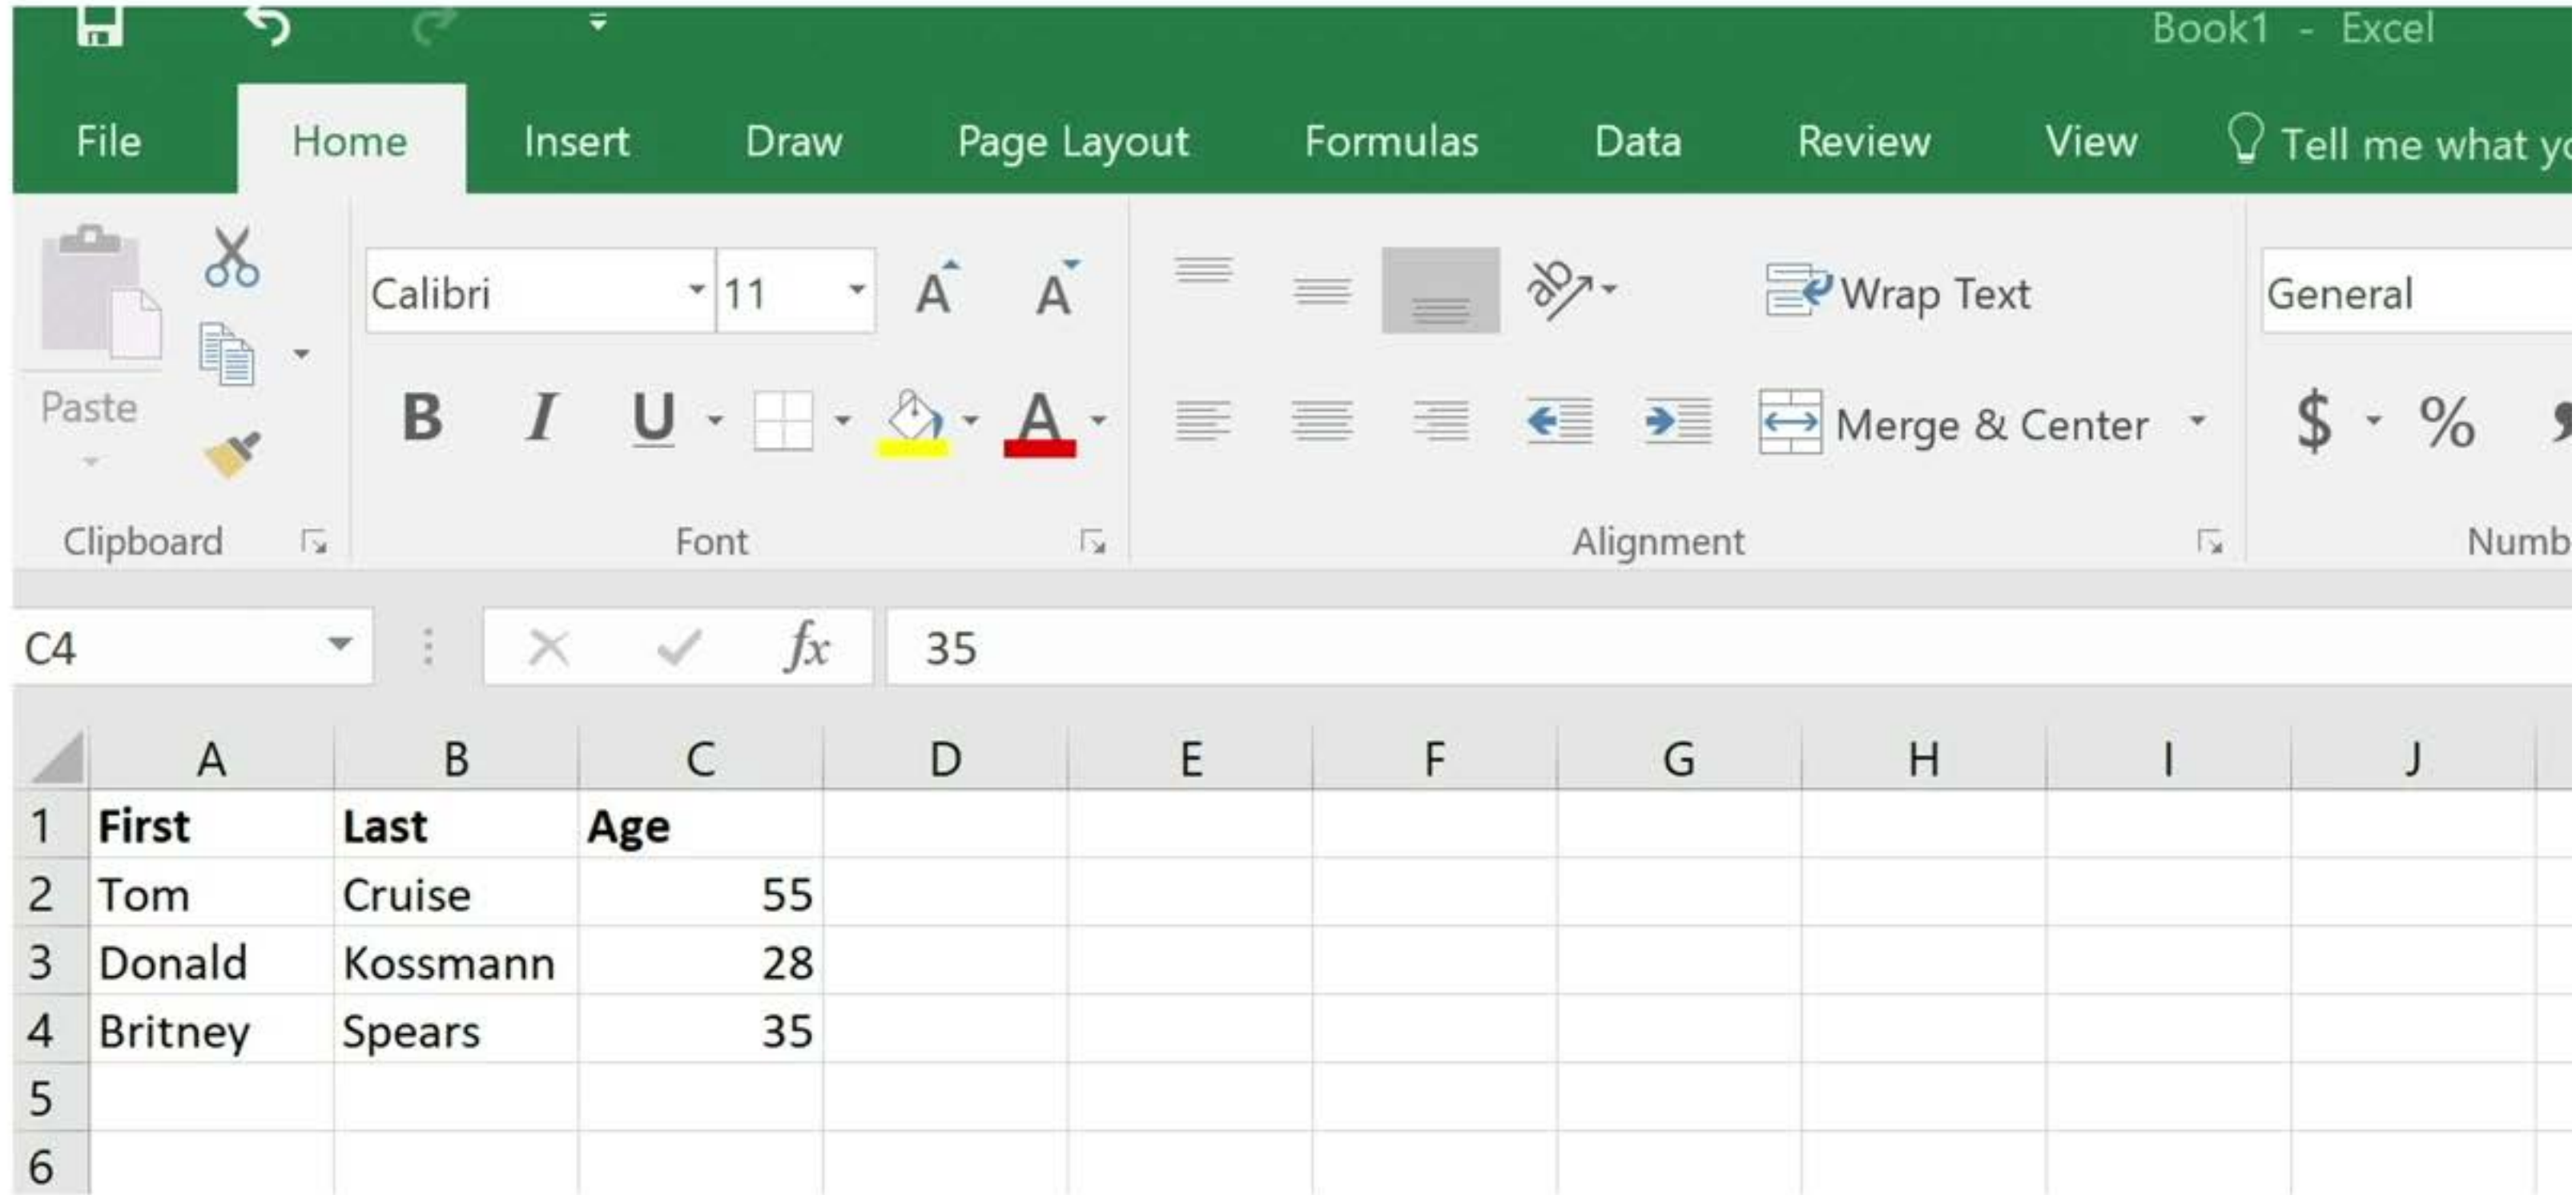 Book1 - Excel
File Home Insert Draw Page Layout Formulas Data Review View Tell me what
Calibri 11 A A ab Wrap Text General
Paste B I U A Merge & Center $ %
Clipboard Font Alignment Numb
C4 fx 35
A B C D E F G H I J
1 First Last Age
2 Tom Cruise 55
3 Donald Kossmann 28
4 Britney Spears 35
5
6